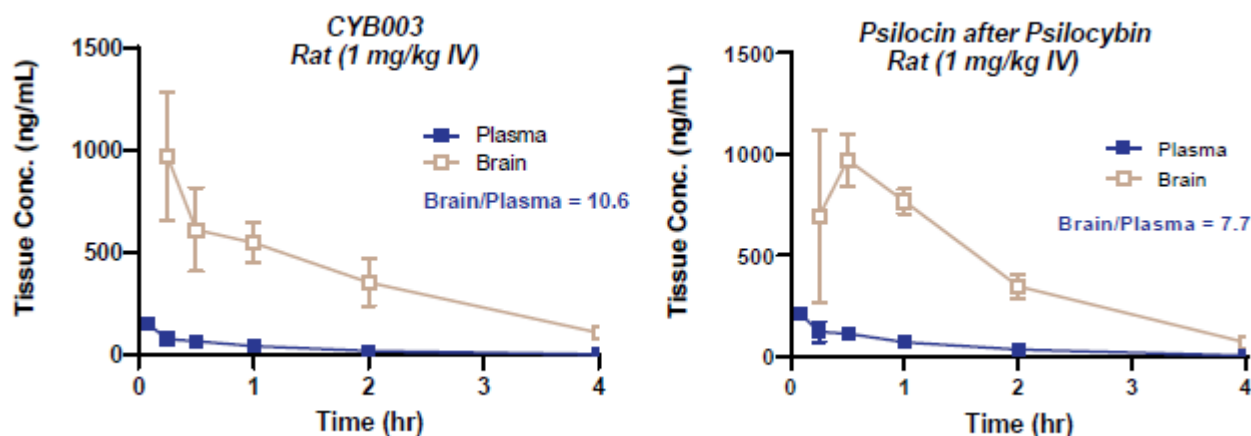 CYB003
Rat (1 mg/kg IV)
Tissue Conc. (ng/mL)
1500
1000
500
0
Plasma
Brain
Brain/Plasma = 10.6
0
1
2
3
4
Time (hr)
Psilocin after Psilocybin
Rat (1 mg/kg IV)
Tissue Conc. (ng/mL)
1500
1000
500
0
Plasma
Brain
Brain/Plasma = 7.7
0
1
2
3
4
Time (hr)